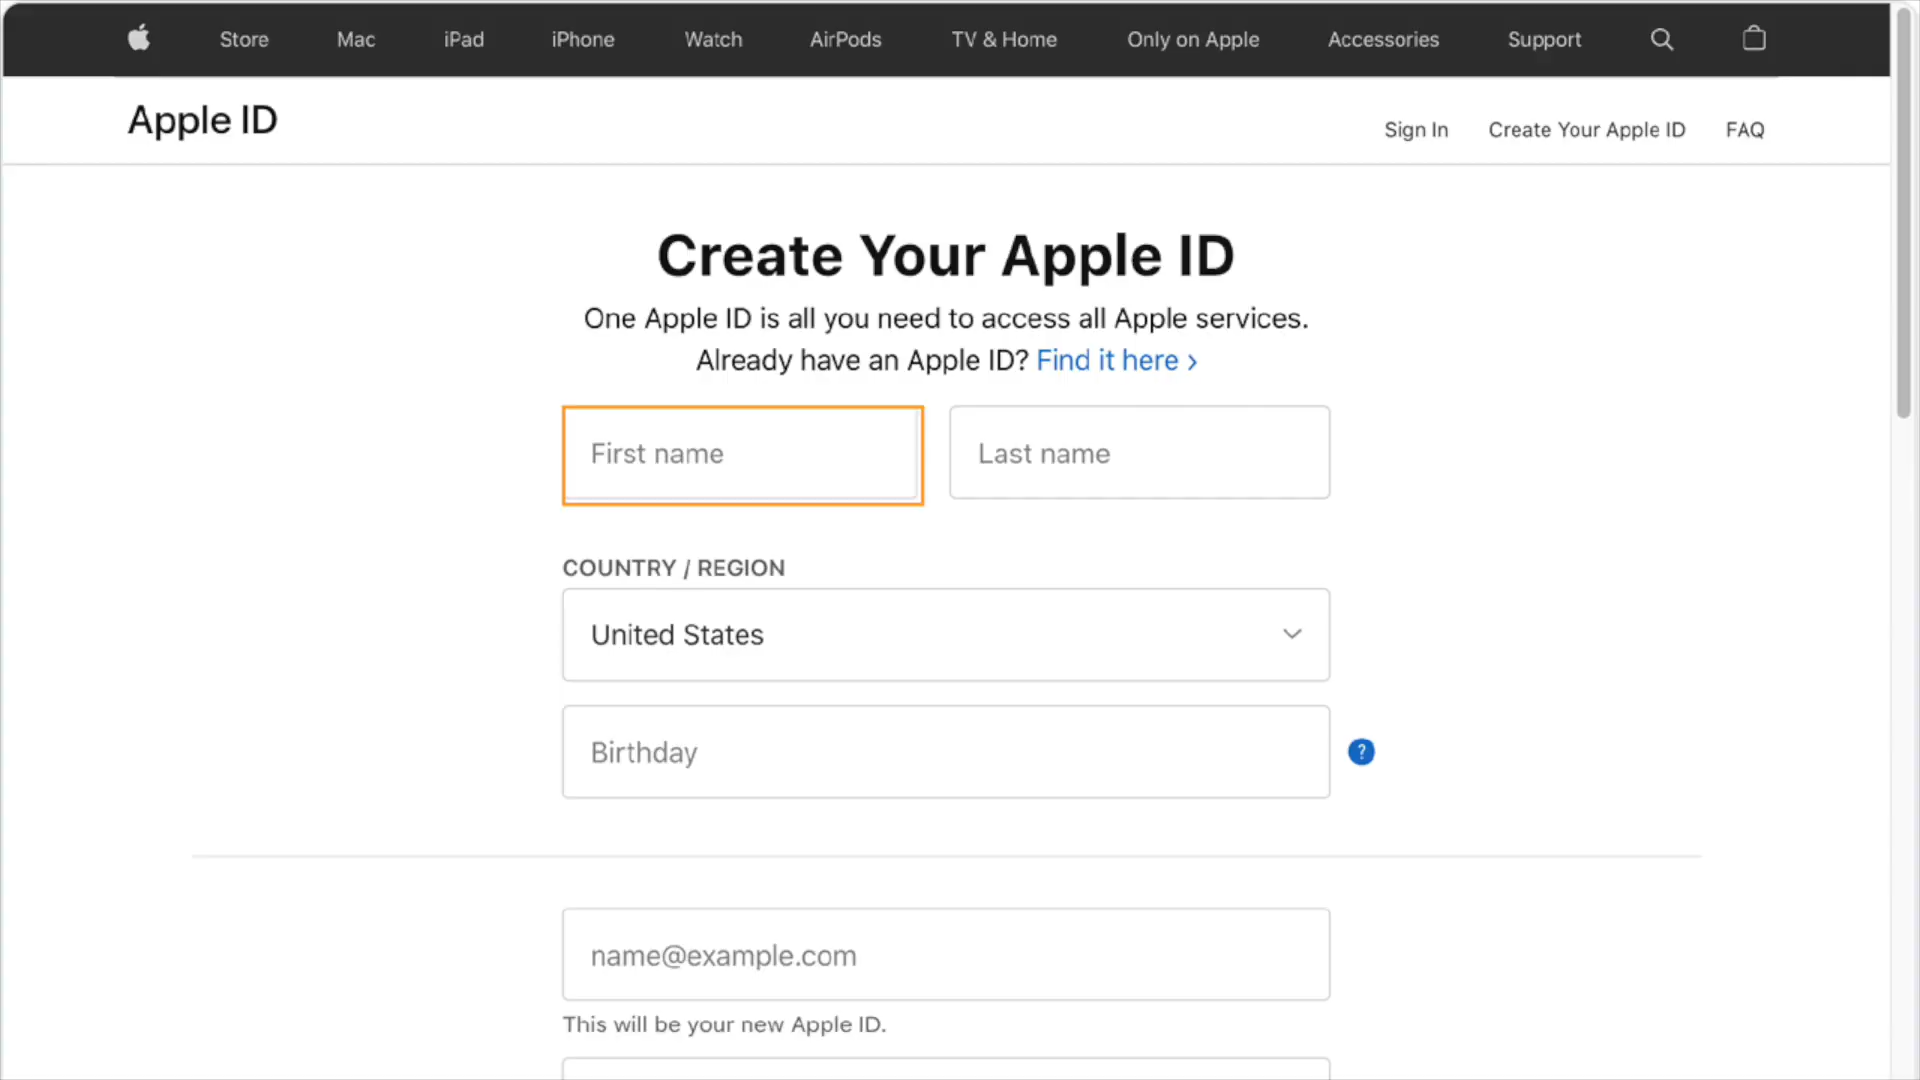 Store Mac iPad iPhone Watch AirPods TV & Home Only on Apple Accessories Support
Apple ID
Sign In Create Your Apple ID FAQ
Create Your Apple ID
One Apple ID is all you need to access all Apple services.
Already have an Apple ID? Find it here ›
First name Last name
COUNTRY / REGION
United States
Birthday ?
name@example.com
This will be your new Apple ID.